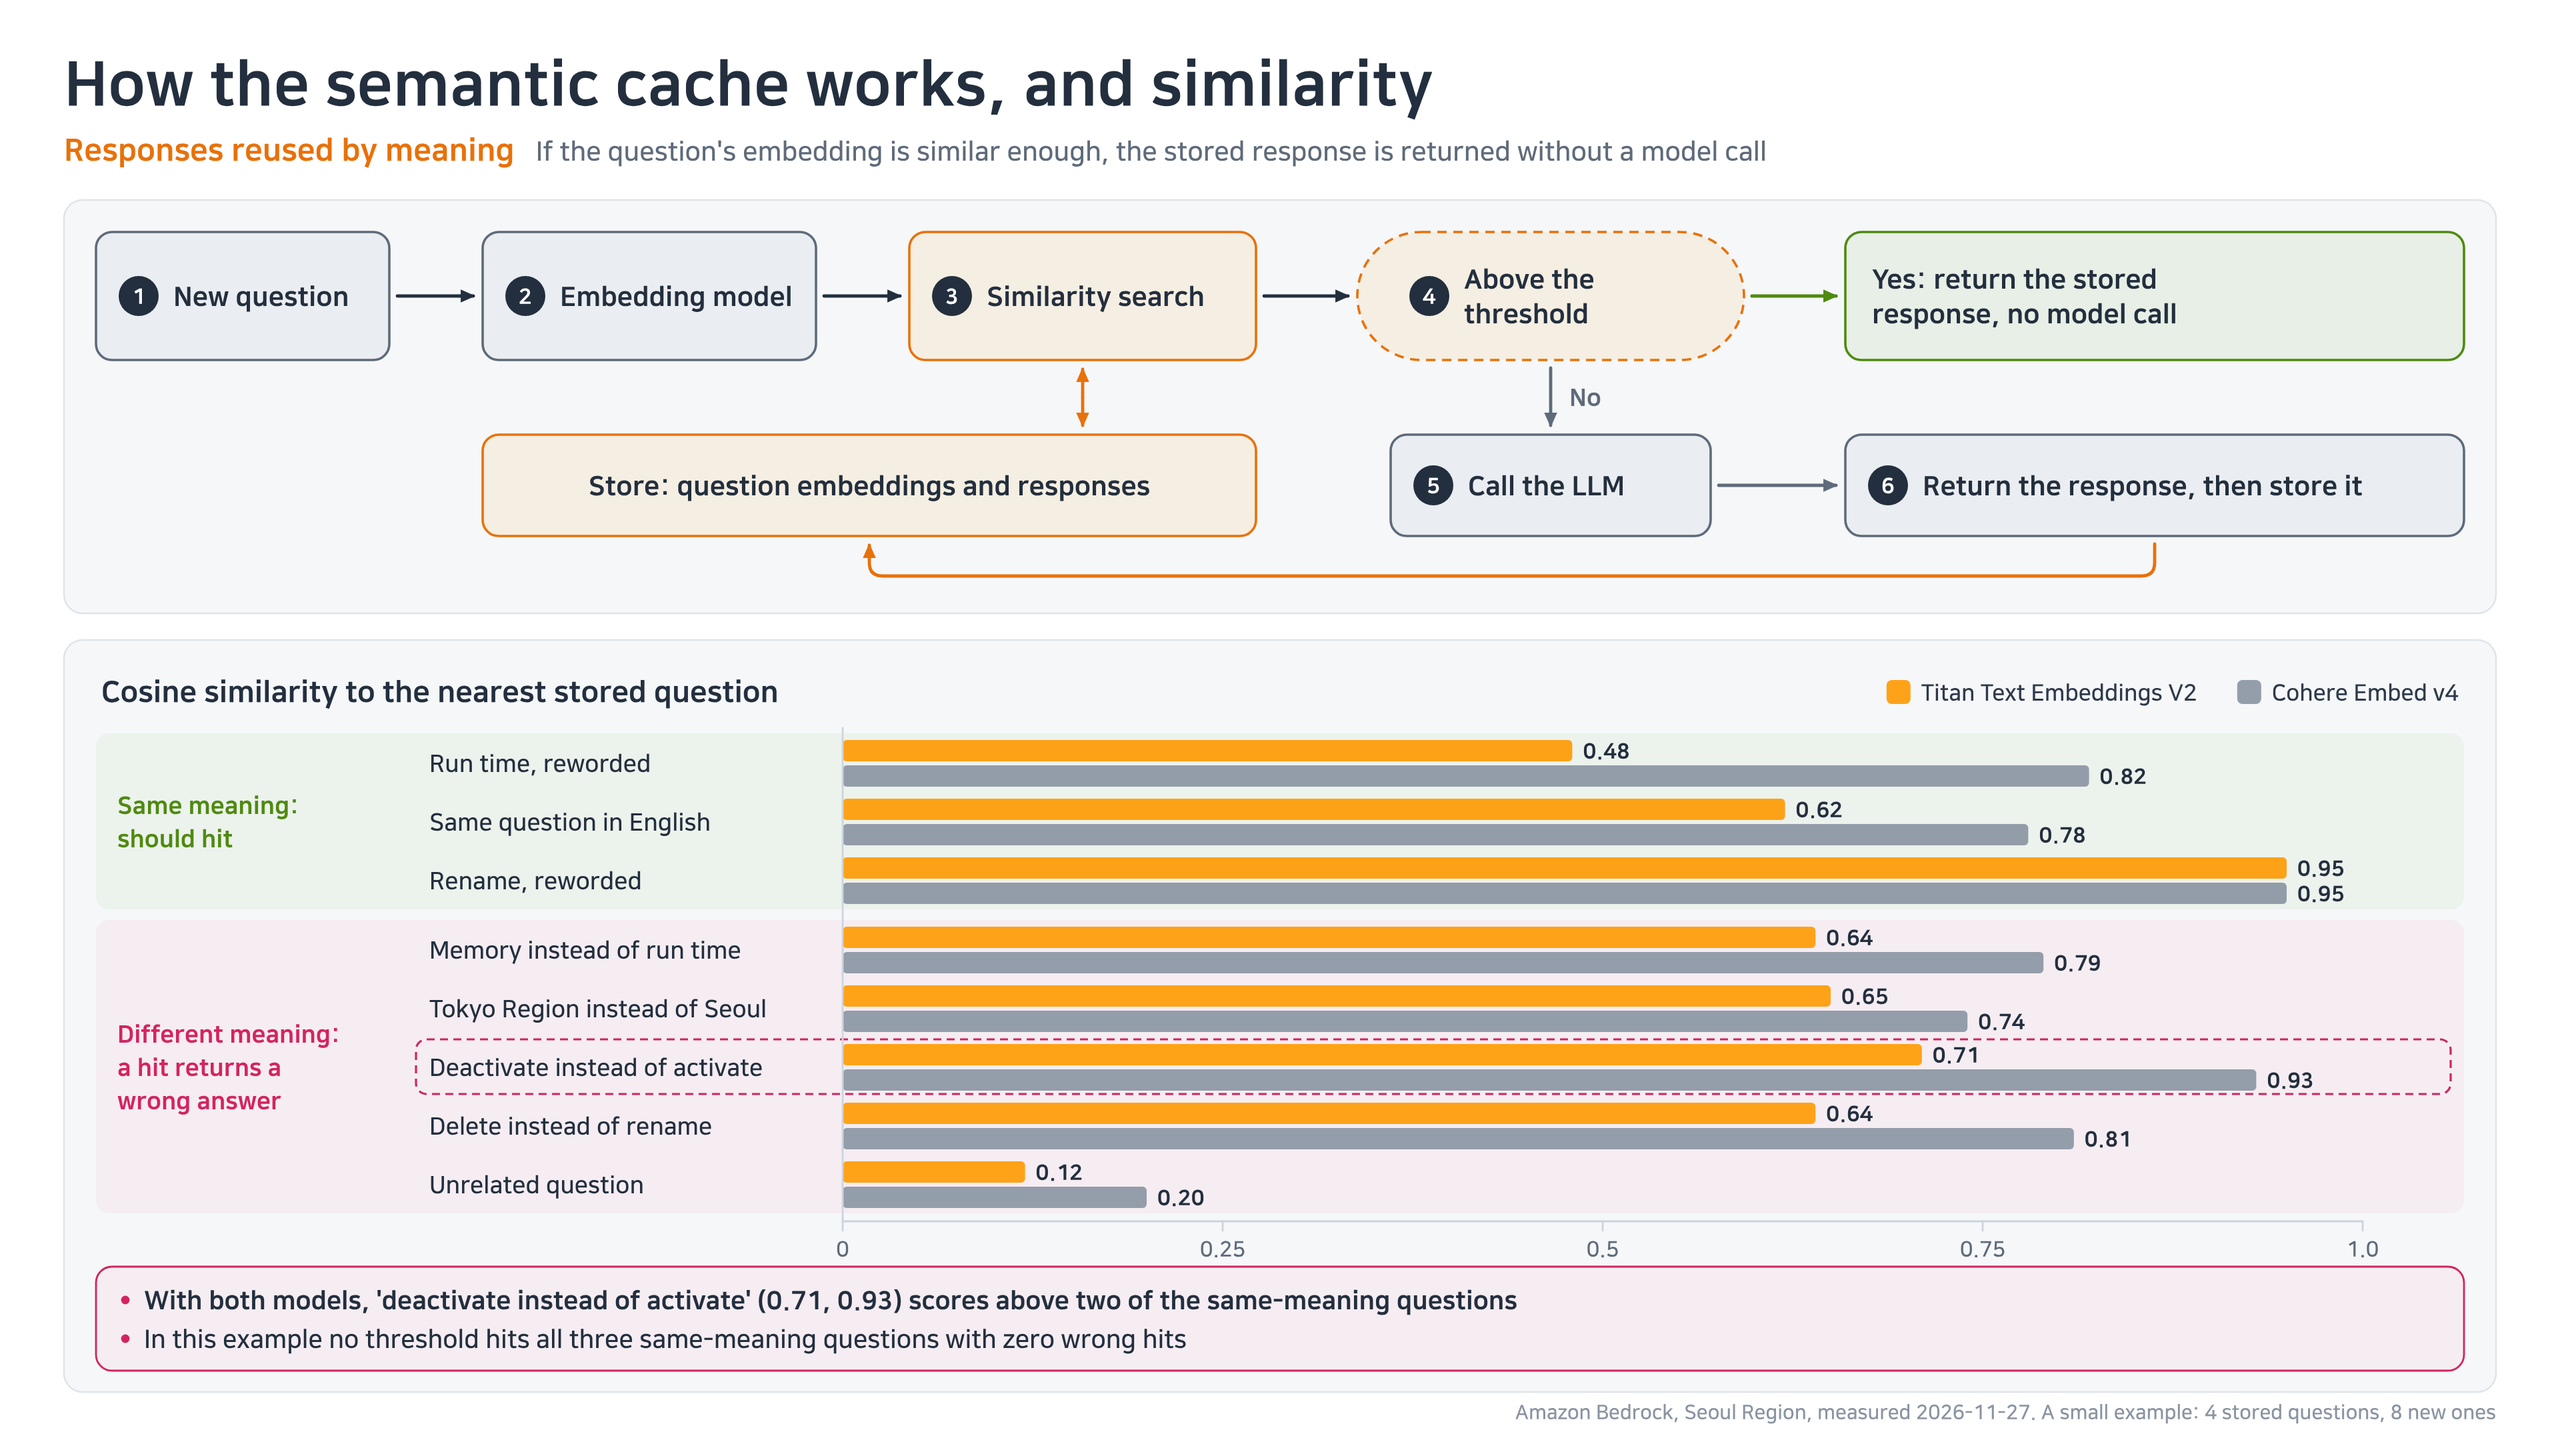 How the semantic cache works, and similarity
Responses reused by meaning If the question's embedding is similar enough, the stored response is returned without a model call
1 New question
2 Embedding model
3 Similarity search
4 Above the
threshold
Yes: return the stored
response, no model call
No
Store: question embeddings and responses
5 Call the LLM
6 Return the response, then store it
Cosine similarity to the nearest stored question
Titan Text Embeddings V2
Cohere Embed v4
Same meaning:
should hit
Run time, reworded
0.48
0.82
Same question in English
0.62
0.78
Rename, reworded
0.95
0.95
Different meaning:
a hit returns a
wrong answer
Memory instead of run time
0.64
0.79
Tokyo Region instead of Seoul
0.65
0.74
Deactivate instead of activate
0.71
0.93
Delete instead of rename
0.64
0.81
Unrelated question
0.12
0.20
0 0.25 0.5 0.75 1.0
• With both models, 'deactivate instead of activate' (0.71, 0.93) scores above two of the same-meaning questions
• In this example no threshold hits all three same-meaning questions with zero wrong hits
Amazon Bedrock, Seoul Region, measured 2026-11-27. A small example: 4 stored questions, 8 new ones